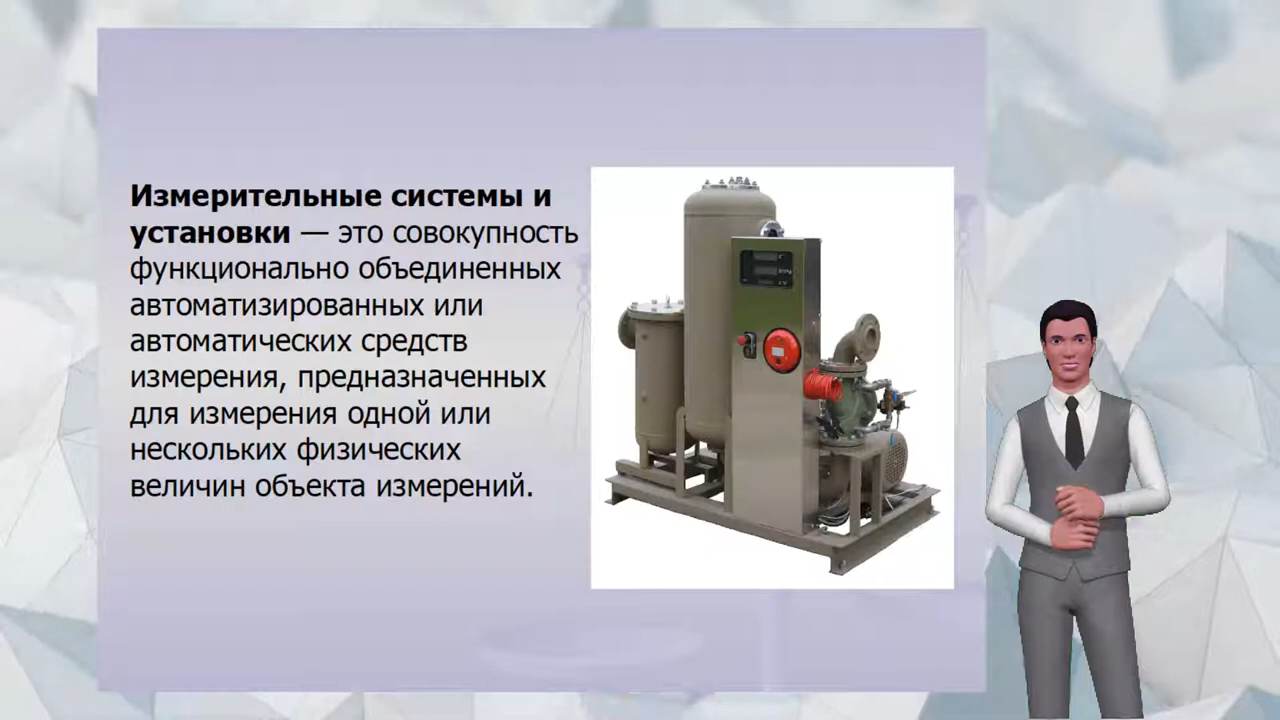 Измерительные системы и
установки — это совокупность
функционально объединенных
автоматизированных или
автоматических средств
измерения, предназначенных
для измерения одной или
нескольких физических
величин объекта измерений.